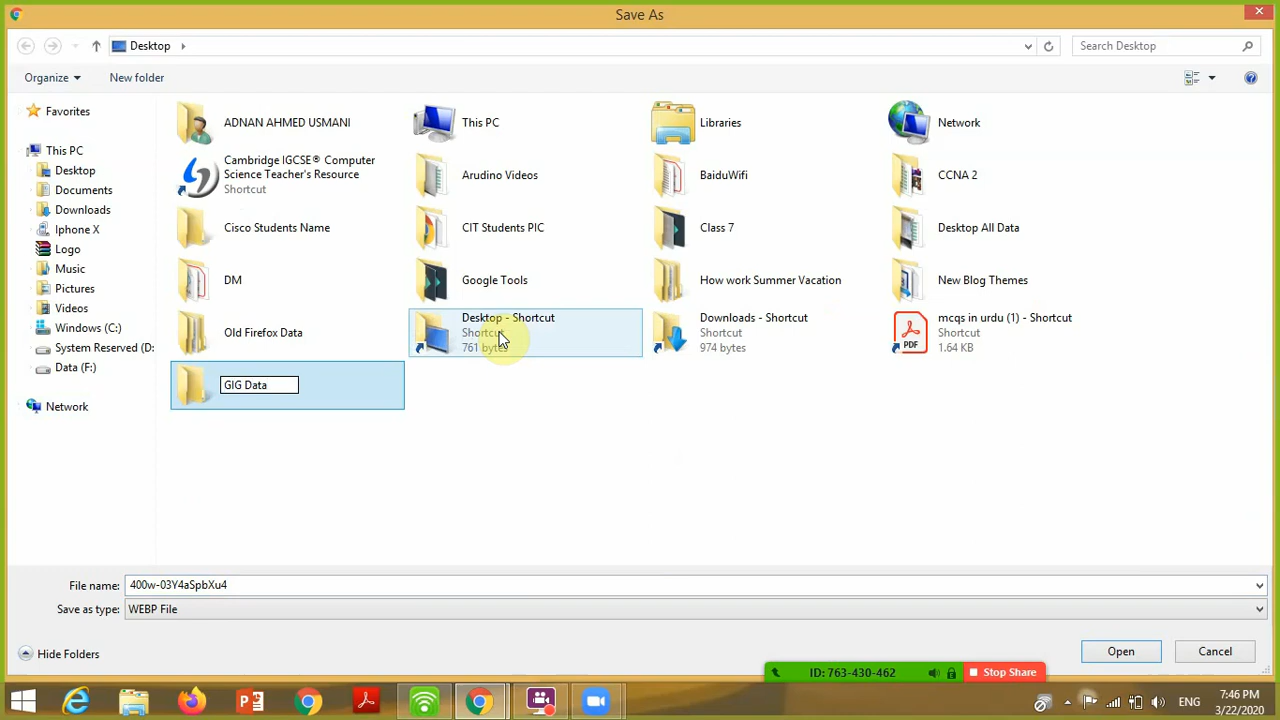 Save As
Desktop
Search Desktop
Organize
New folder
Favorites
This PC
Desktop
Documents
Downloads
Iphone X
Logo
Music
Pictures
Videos
Windows (C:)
System Reserved (D:
Data (F:)
Network
ADNAN AHMED USMANI
This PC
Libraries
Network
Cambridge IGCSE® Computer
Science Teacher's Resource
Shortcut
Arudino Videos
BaiduWifi
CCNA 2
Cisco Students Name
CIT Students PIC
Class 7
Desktop All Data
DM
Google Tools
How work Summer Vacation
New Blog Themes
Old Firefox Data
Desktop - Shortcut
Shortcut
761 bytes
Downloads - Shortcut
Shortcut
974 bytes
PDF
mcqs in urdu (1) - Shortcut
Shortcut
1.64 KB
GIG Data
File name:
400w-03Y4aSpbXu4
Save as type:
WEBP File
Hide Folders
Open
Cancel
ID: 763-430-462
Stop Share
ENG
7:46 PM
3/22/2020